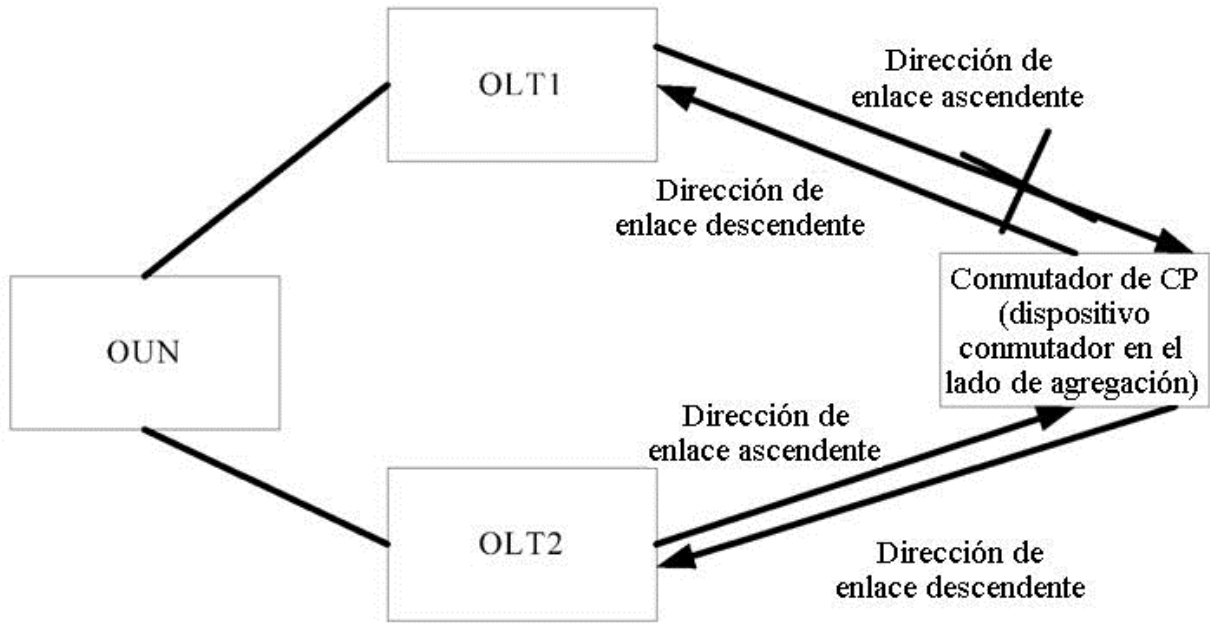 OLT1
Dirección de
enlace ascendente
Dirección de
enlace descendente
OUN
Conmutador de CP
(dispositivo
conmutador en el
lado de agregación)
Dirección de
enlace ascendente
OLT2
Dirección de
enlace descendente